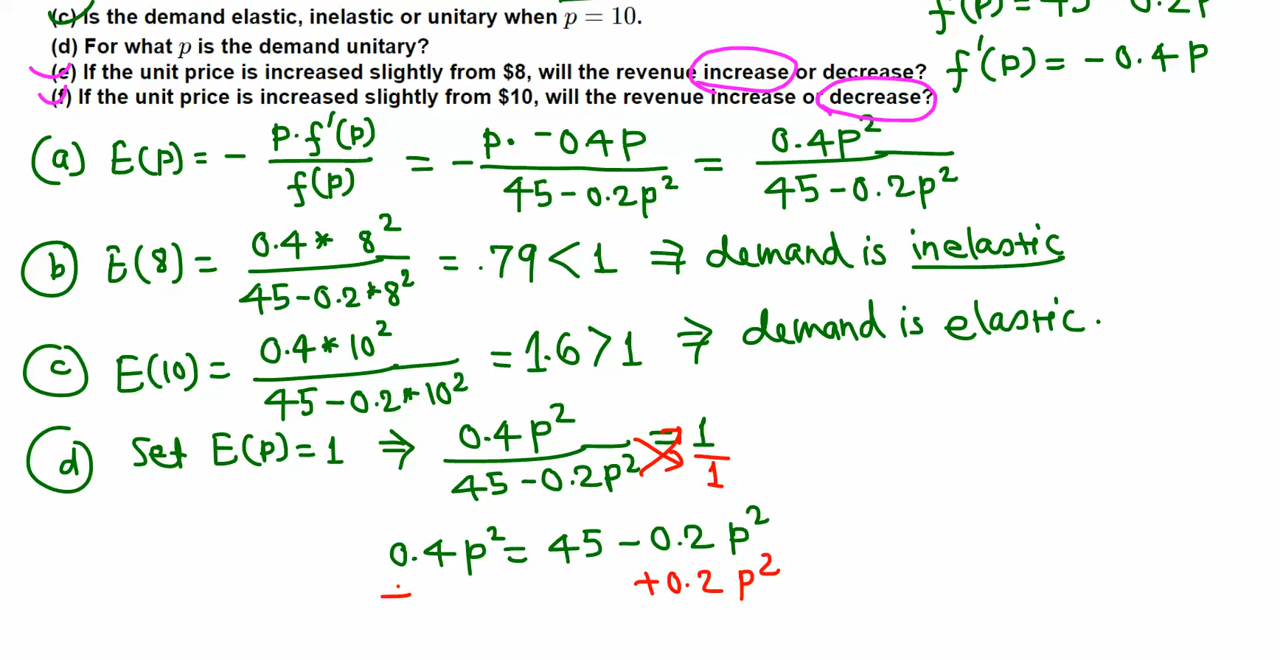 (c) Is the demand elastic, inelastic or unitary when p = 10.
f(p) = 45 - 0.2p
(d) For what p is the demand unitary?
(e) If the unit price is increased slightly from $8, will the revenue increase or decrease?
f'(p) = -0.4p
(f) If the unit price is increased slightly from $10, will the revenue increase or decrease?
(a) E(p) = - p·f'(p) / f(p) = - p· -04p / 45-0.2p² = 0.4p² / 45-0.2p²
(b) E(8) = 0.4* 8² / 45-0.2*8² = .79 < 1 ⇒ demand is inelastic
(c) E(10) = 0.4*10² / 45-0.2*10² = 1.6 > 1 ⇒ demand is elastic.
(d) Set E(p) = 1 ⇒ 0.4p² / 45-0.2p² = 1 / 1
0.4p² = 45 - 0.2p²
+0.2p²